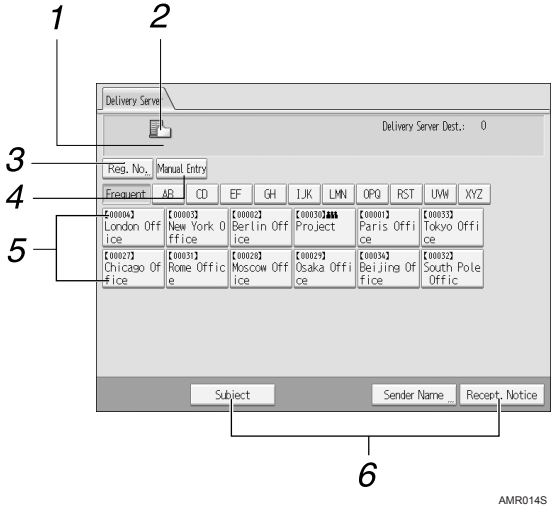 1
2
Delivery Server
Delivery Server Dest.: 0
3
Reg. No.
Manual Entry
4
Frequent AB CD EF GH IJK LMN OPQ RST UVW XYZ
5
【00004】 【00003】 【00002】 【00030】 【00001】 【00033】
London Off New York O Berlin Off Project Paris Offi Tokyo Offi
ice ffice ice ce ce
【00027】 【00031】 【00028】 【00029】 【00034】 【00032】
Chicago Of Rome Offic Moscow Off Osaka Offi Beijing Of South Pole
fice e ice ce fice Offic
Subject Sender Name Recept. Notice
6
AMR014S